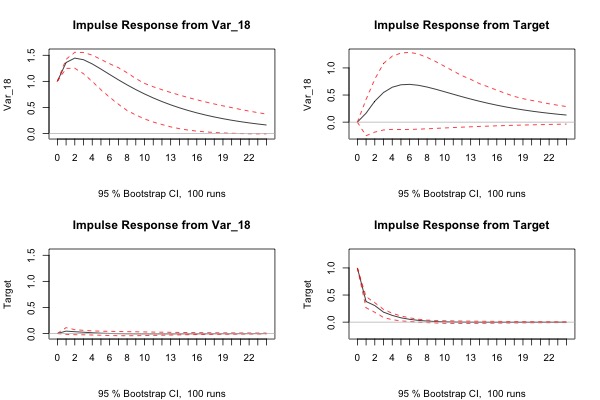 Impulse Response from Var_18
Var_18
0.0 0.5 1.0 1.5
0 2 4 6 8 10 13 16 19 22
95 % Bootstrap CI, 100 runs
Impulse Response from Target
Var_18
0.0 0.5 1.0
0 2 4 6 8 10 13 16 19 22
95 % Bootstrap CI, 100 runs
Impulse Response from Var_18
Target
0.0 0.5 1.0 1.5
0 2 4 6 8 10 13 16 19 22
95 % Bootstrap CI, 100 runs
Impulse Response from Target
Target
0.0 0.5 1.0
0 2 4 6 8 10 13 16 19 22
95 % Bootstrap CI, 100 runs